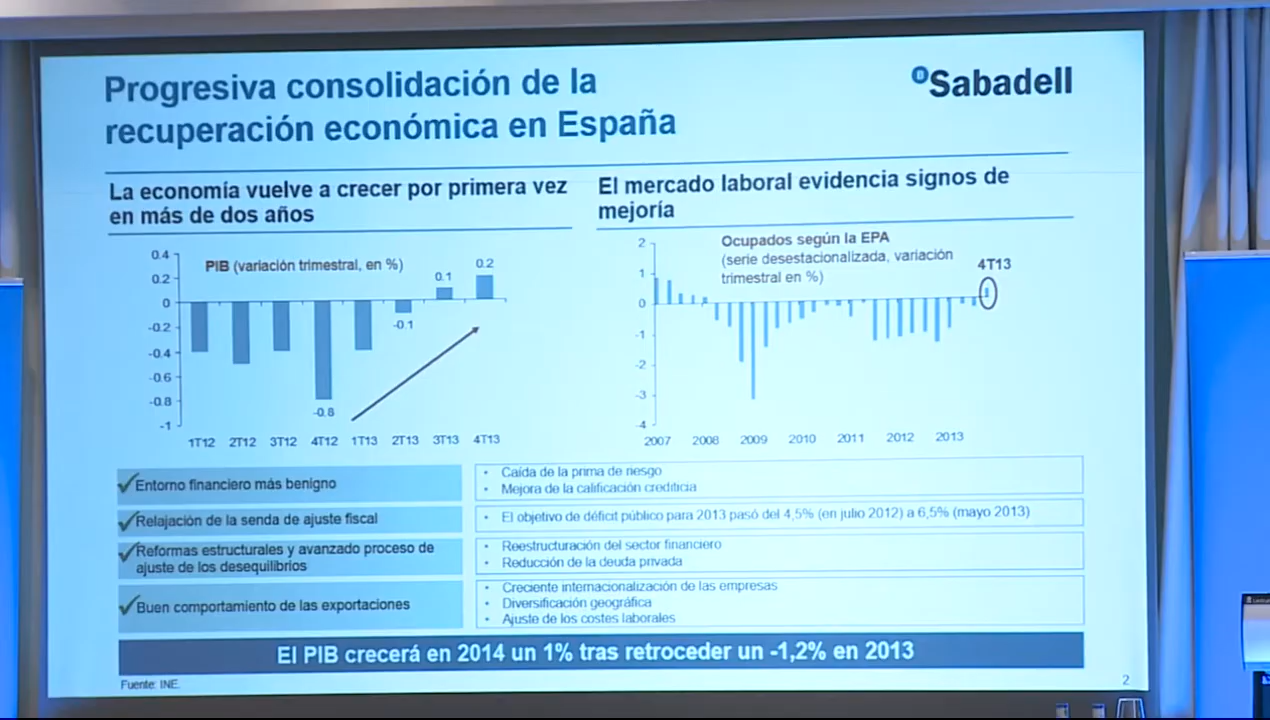 Progresiva consolidación de la
recuperación económica en España
Sabadell
La economía vuelve a crecer por primera vez
en más de dos años
PIB (variación trimestral, en %)
0.4
0.2
0
-0.2
-0.4
-0.6
-0.8
-1
-0.8
-0.1
0.1
0.2
1T12 2T12 3T12 4T12 1T13 2T13 3T13 4T13
El mercado laboral evidencia signos de
mejoría
Ocupados según la EPA
(serie desestacionalizada, variación
trimestral en %)
4T13
2
1
0
-1
-2
-3
-4
2007 2008 2009 2010 2011 2012 2013
Entorno financiero más benigno
• Caída de la prima de riesgo
• Mejora de la calificación crediticia
Relajación de la senda de ajuste fiscal
• El objetivo de déficit público para 2013 pasó del 4,5% (en julio 2012) a 6,5% (mayo 2013)
Reformas estructurales y avanzado proceso de
ajuste de los desequilibrios
• Reestructuración del sector financiero
• Reducción de la deuda privada
Buen comportamiento de las exportaciones
• Creciente internacionalización de las empresas
• Diversificación geográfica
• Ajuste de los costes laborales
El PIB crecerá en 2014 un 1% tras retroceder un -1,2% en 2013
Fuente: INE.
2